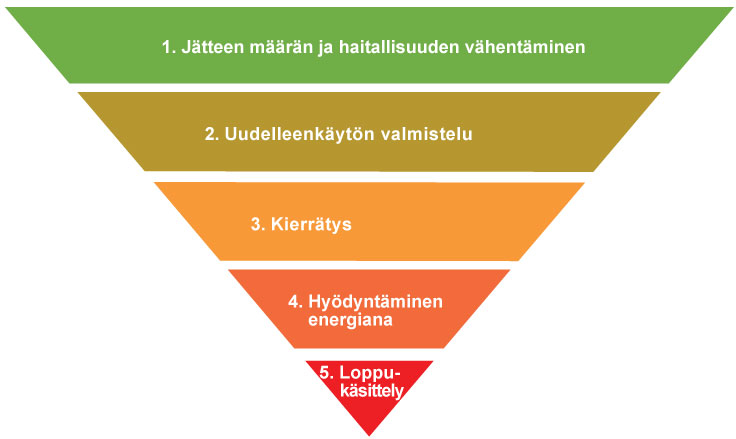 1. Jätteen määrän ja haitallisuuden vähentäminen
2. Uudelleenkäytön valmistelu
3. Kierrätys
4. Hyödyntäminen
energiana
5. Loppu-
käsittely